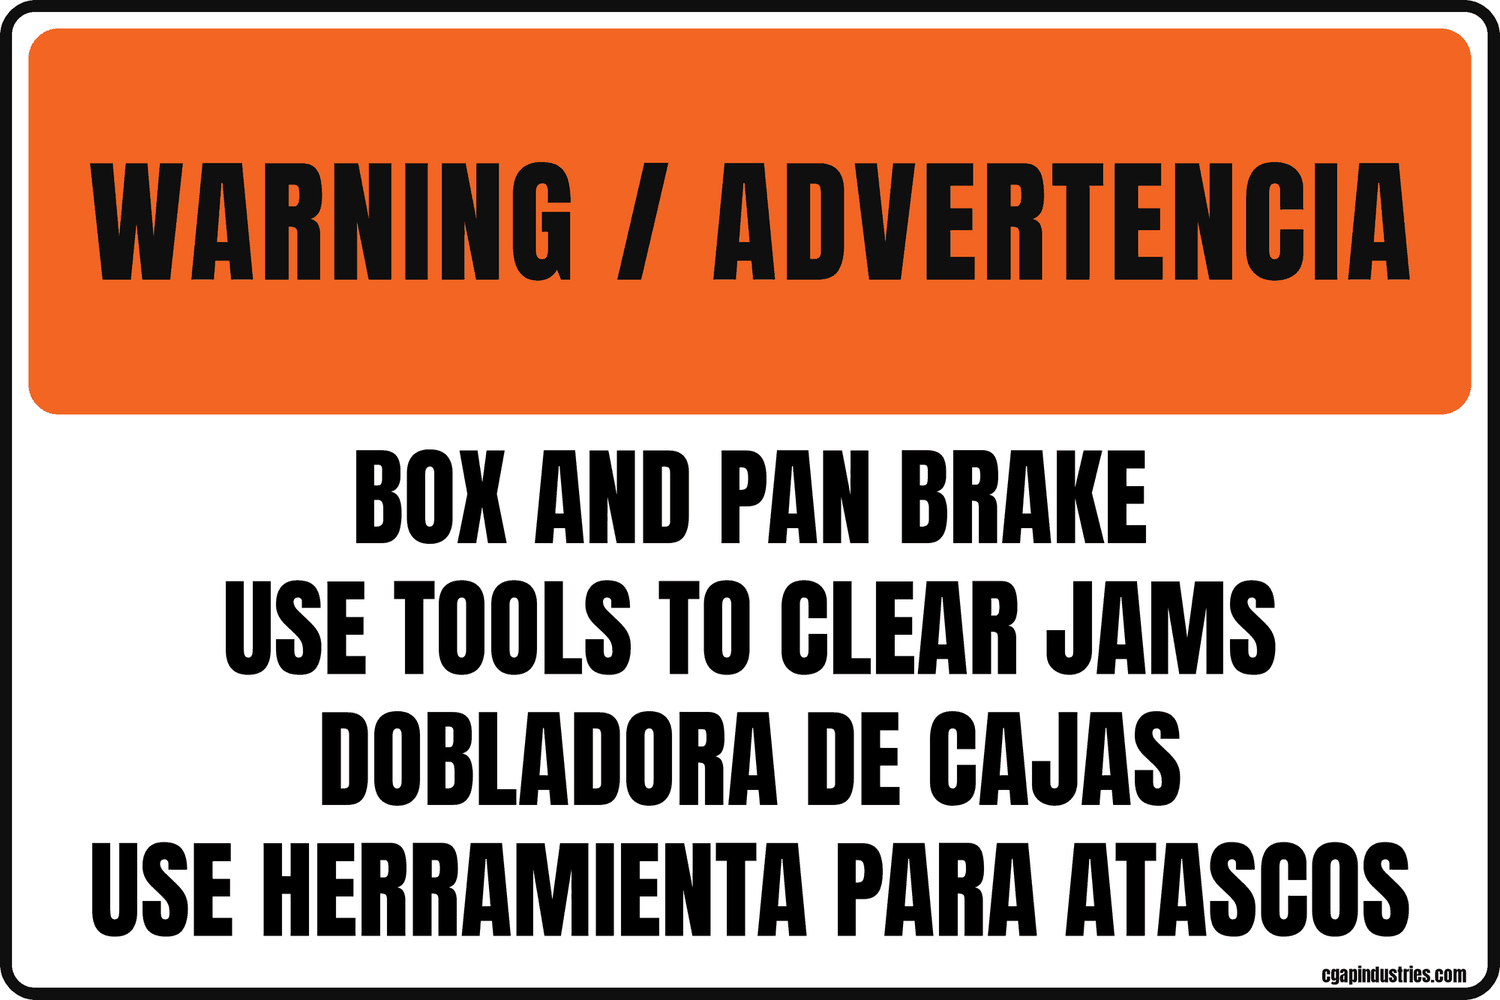 WARNING / ADVERTENCIA
BOX AND PAN BRAKE
USE TOOLS TO CLEAR JAMS
DOBLADORA DE CAJAS
USE HERRAMIENTA PARA ATASCOS
cgapindustries.com